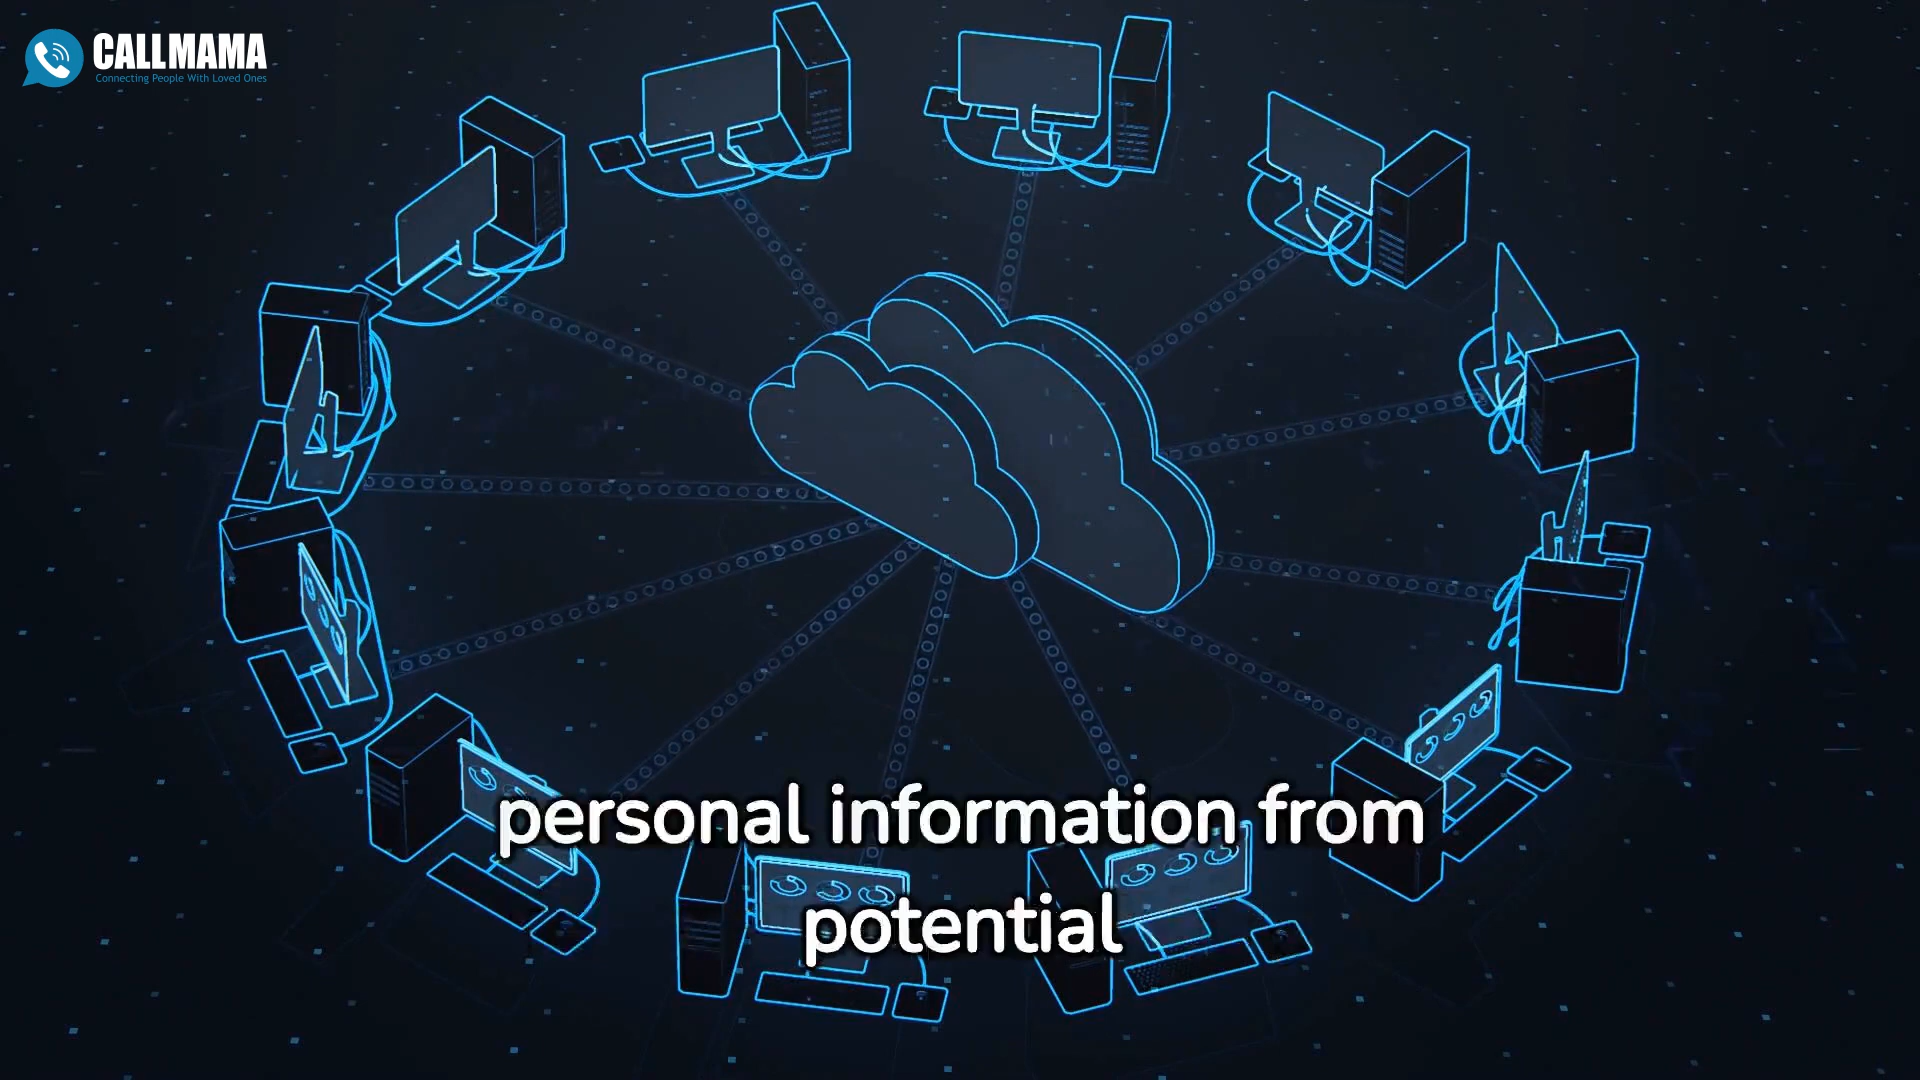 CALLMAMA
Connecting People With Loved Ones
personal information from
potential